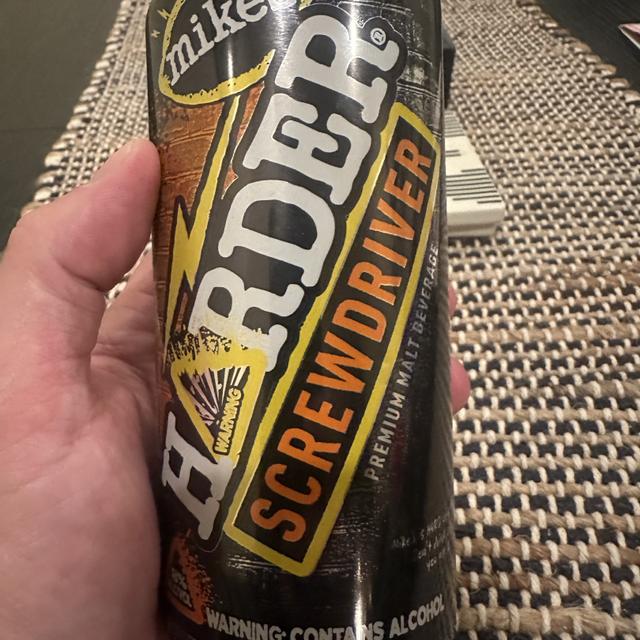 mike's
HARDER®
WARNING
SCREWDRIVER
PREMIUM MALT BEVERAGE
WARNING: CONTAINS ALCOHOL